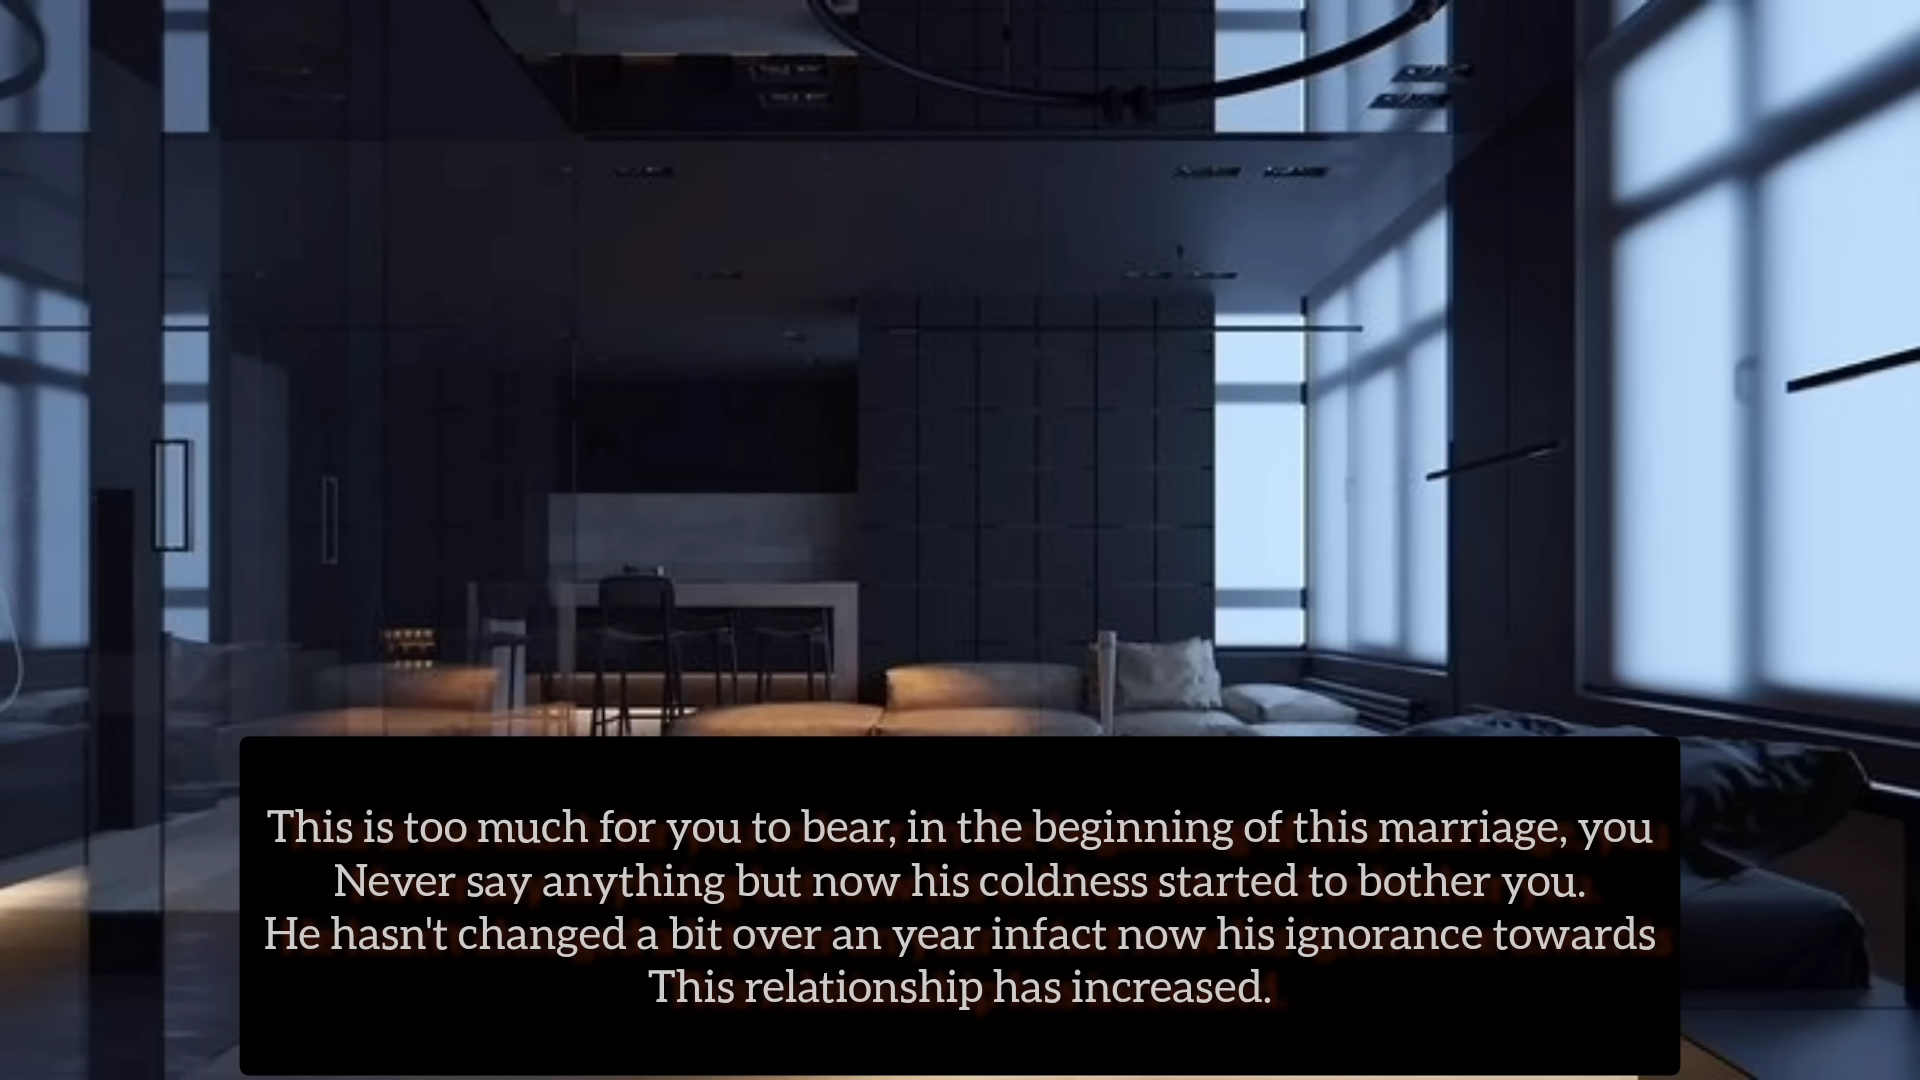 This is too much for you to bear, in the beginning of this marriage, you
Never say anything but now his coldness started to bother you.
He hasn't changed a bit over an year infact now his ignorance towards
This relationship has increased.